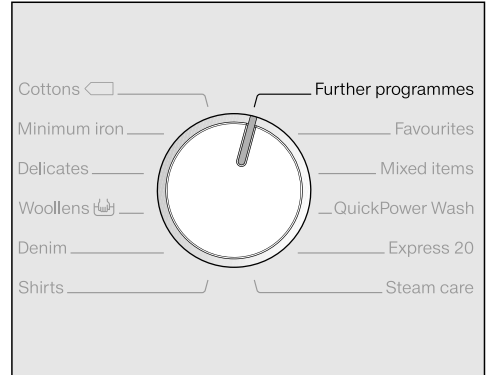 Cottons
Minimum iron
Delicates
Woollens
Denim
Shirts
Further programmes
Favourites
Mixed items
QuickPower Wash
Express 20
Steam care